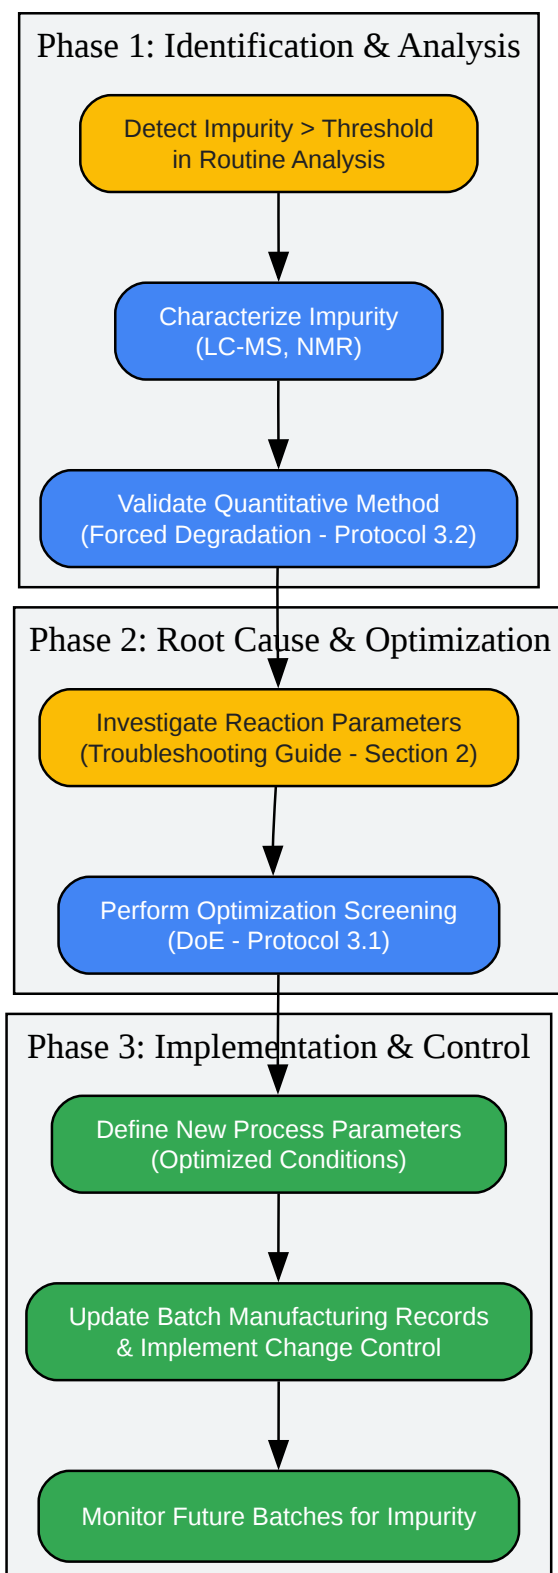 Phase 1: Identification & Analysis
Detect Impurity > Threshold
in Routine Analysis
Characterize Impurity
(LC-MS, NMR)
Validate Quantitative Method
(Forced Degradation - Protocol 3.2)
Phase 2: Root Cause & Optimization
Investigate Reaction Parameters
(Troubleshooting Guide - Section 2)
Perform Optimization Screening
(DoE - Protocol 3.1)
Phase 3: Implementation & Control
Define New Process Parameters
(Optimized Conditions)
Update Batch Manufacturing Records
& Implement Change Control
Monitor Future Batches for Impurity